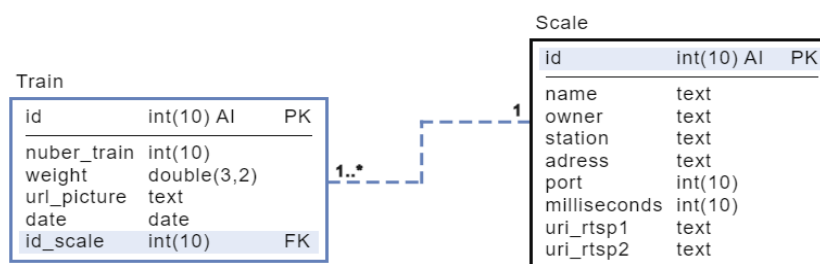 Scale
id int(10) AI PK
name text
owner text
station text
adress text
port int(10)
milliseconds int(10)
uri_rtsp1 text
uri_rtsp2 text
Train
id int(10) AI PK
nuber_train int(10)
weight double(3,2)
url_picture text
date date
id_scale int(10) FK
1..*
1